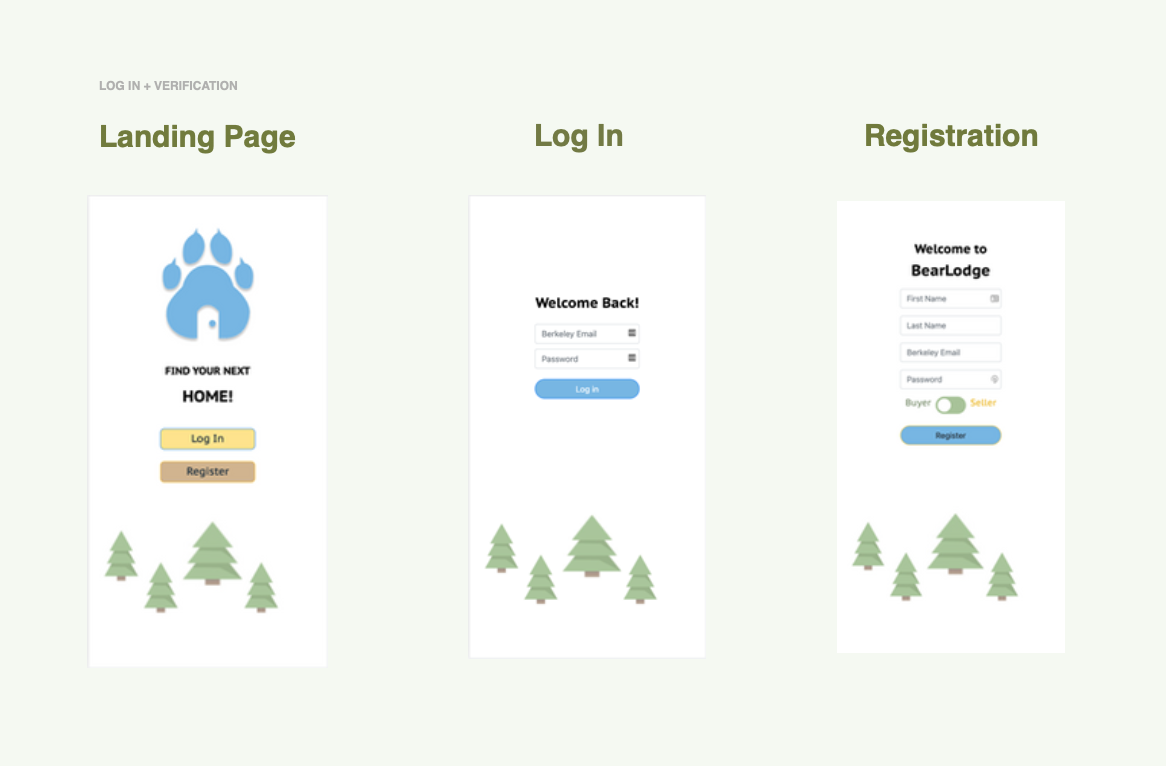 LOG IN + VERIFICATION
Landing Page
FIND YOUR NEXT
HOME!
Log In
Register
Log In
Welcome Back!
Berkeley Email
Password
Log in
Registration
Welcome to
BearLodge
First Name
Last Name
Berkeley Email
Password
Buyer Seller
Register